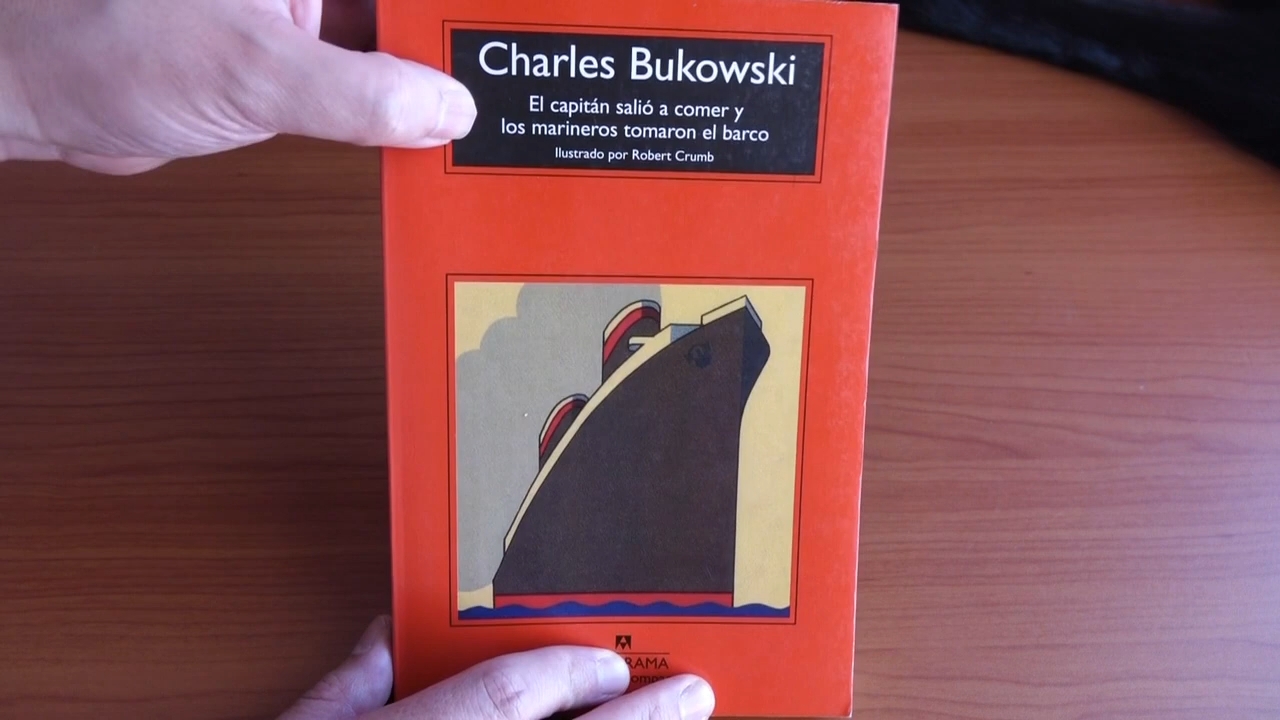 Charles Bukowski
El capitán salió a comer y
los marineros tomaron el barco
Ilustrado por Robert Crumb